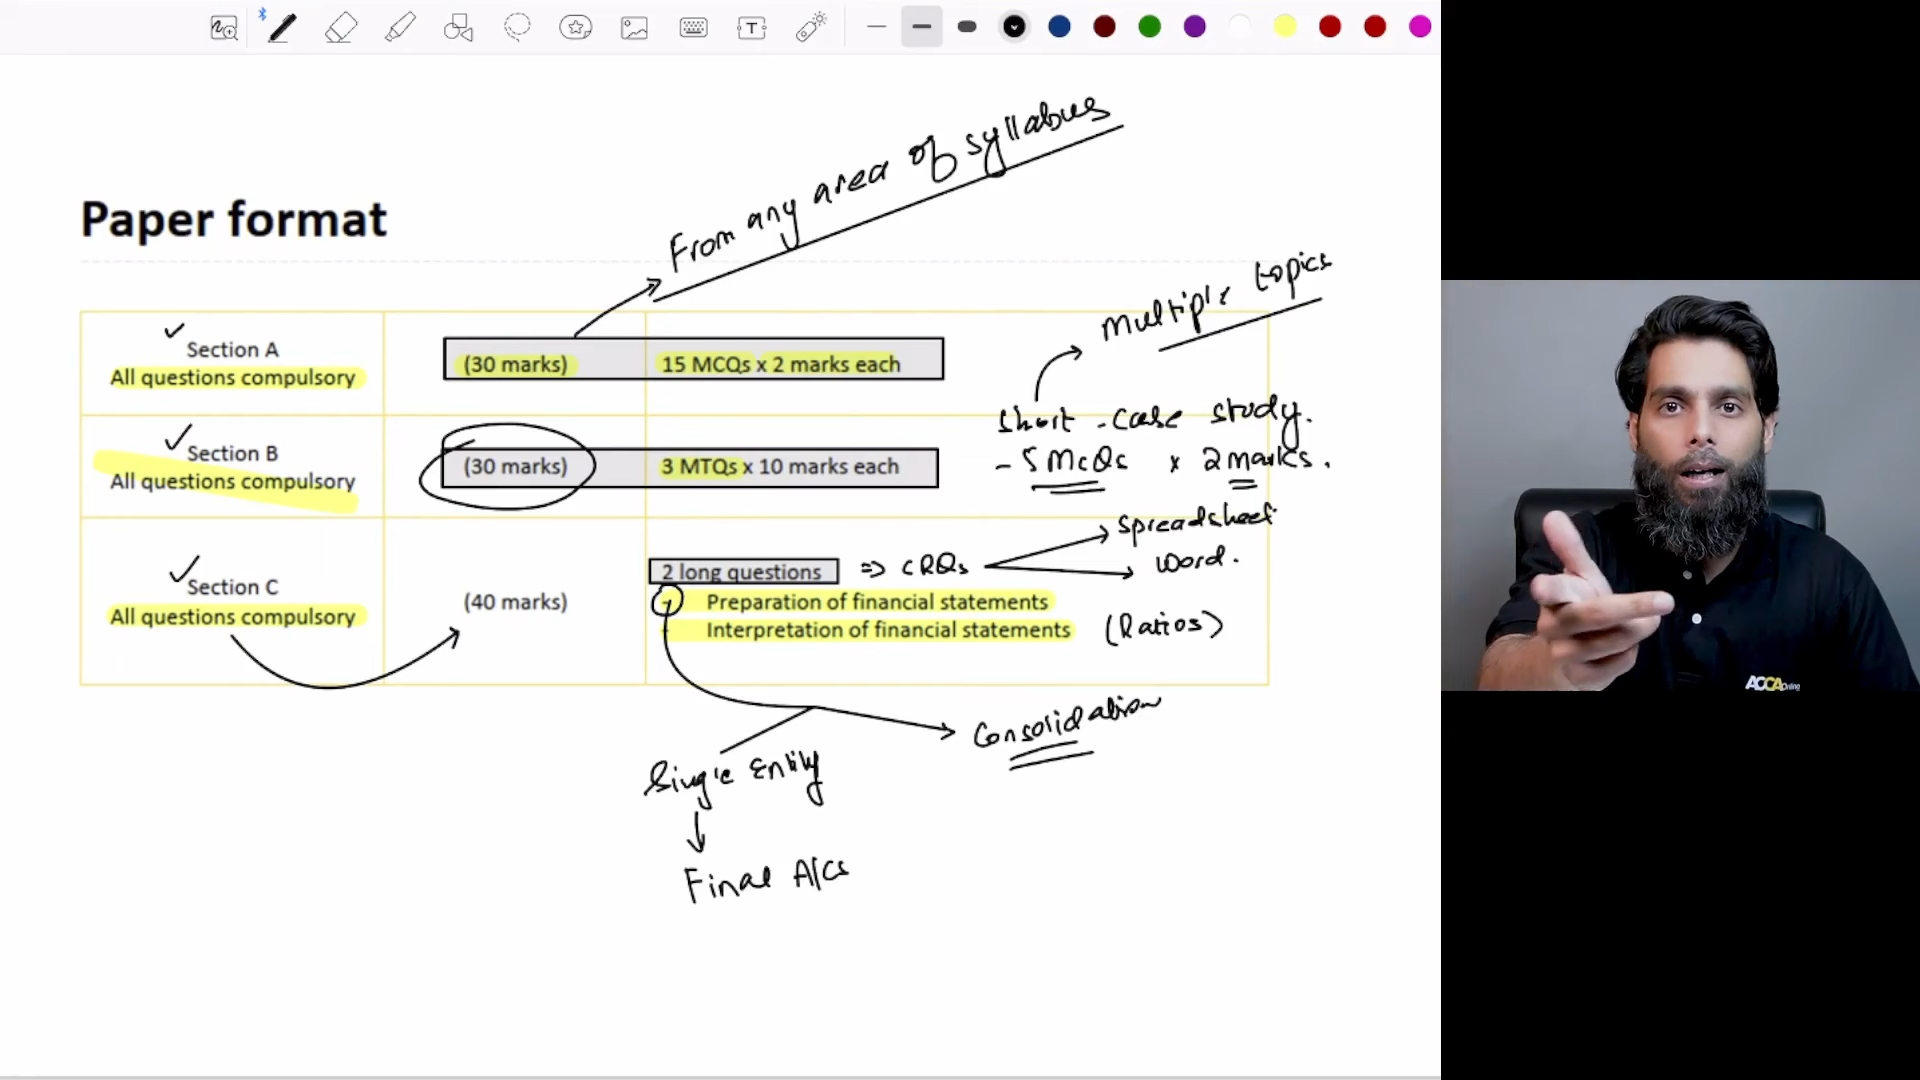 From any area of syllabus
Paper format
Multiple topics
Section A
All questions compulsory
(30 marks)
15 MCQs x 2 marks each
Short - case study.
- 5 MCQs x 2 marks.
Section B
All questions compulsory
(30 marks)
3 MTQs x 10 marks each
Section C
All questions compulsory
(40 marks)
2 long questions => CRQs
Spreadsheet
Word.
- Preparation of financial statements
- Interpretation of financial statements (Ratios)
Single Entity
Consolidation
Final A/Cs
ACCA Online